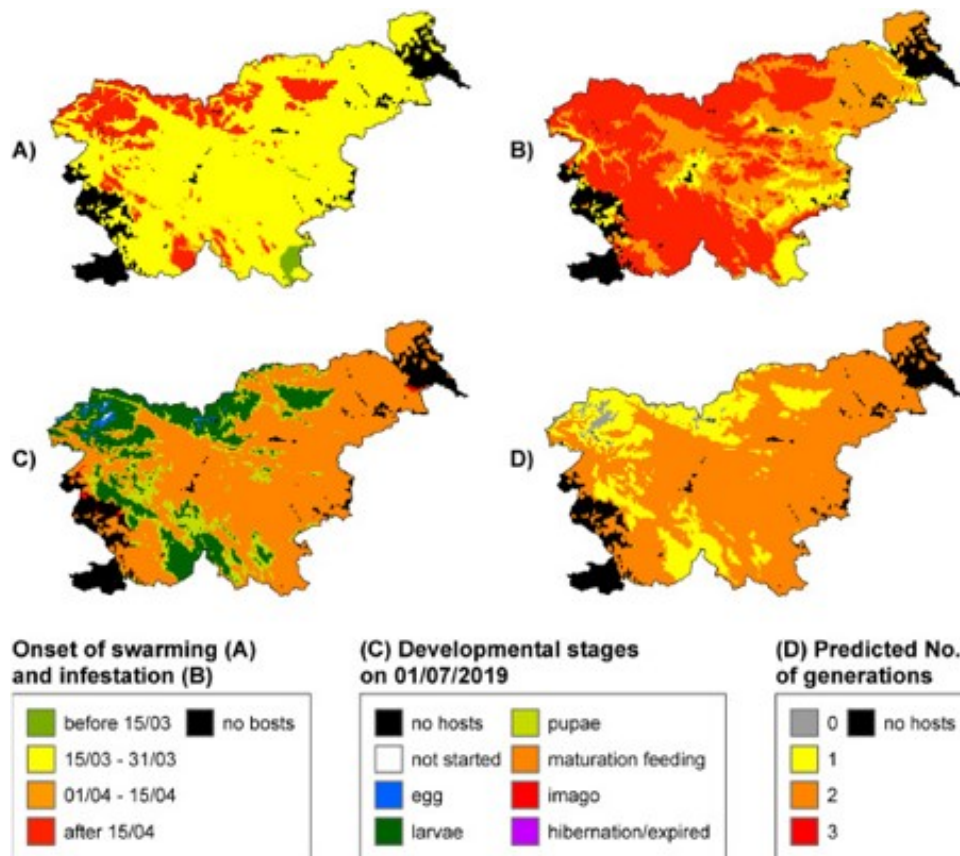 A)
B)
C)
D)
Onset of swarming (A)
and infestation (B)
before 15/03
no bosts
15/03 - 31/03
01/04 - 15/04
after 15/04
(C) Developmental stages
on 01/07/2019
no hosts
pupae
not started
maturation feeding
egg
imago
larvae
hibernation/expired
(D) Predicted No.
of generations
0
no hosts
1
2
3